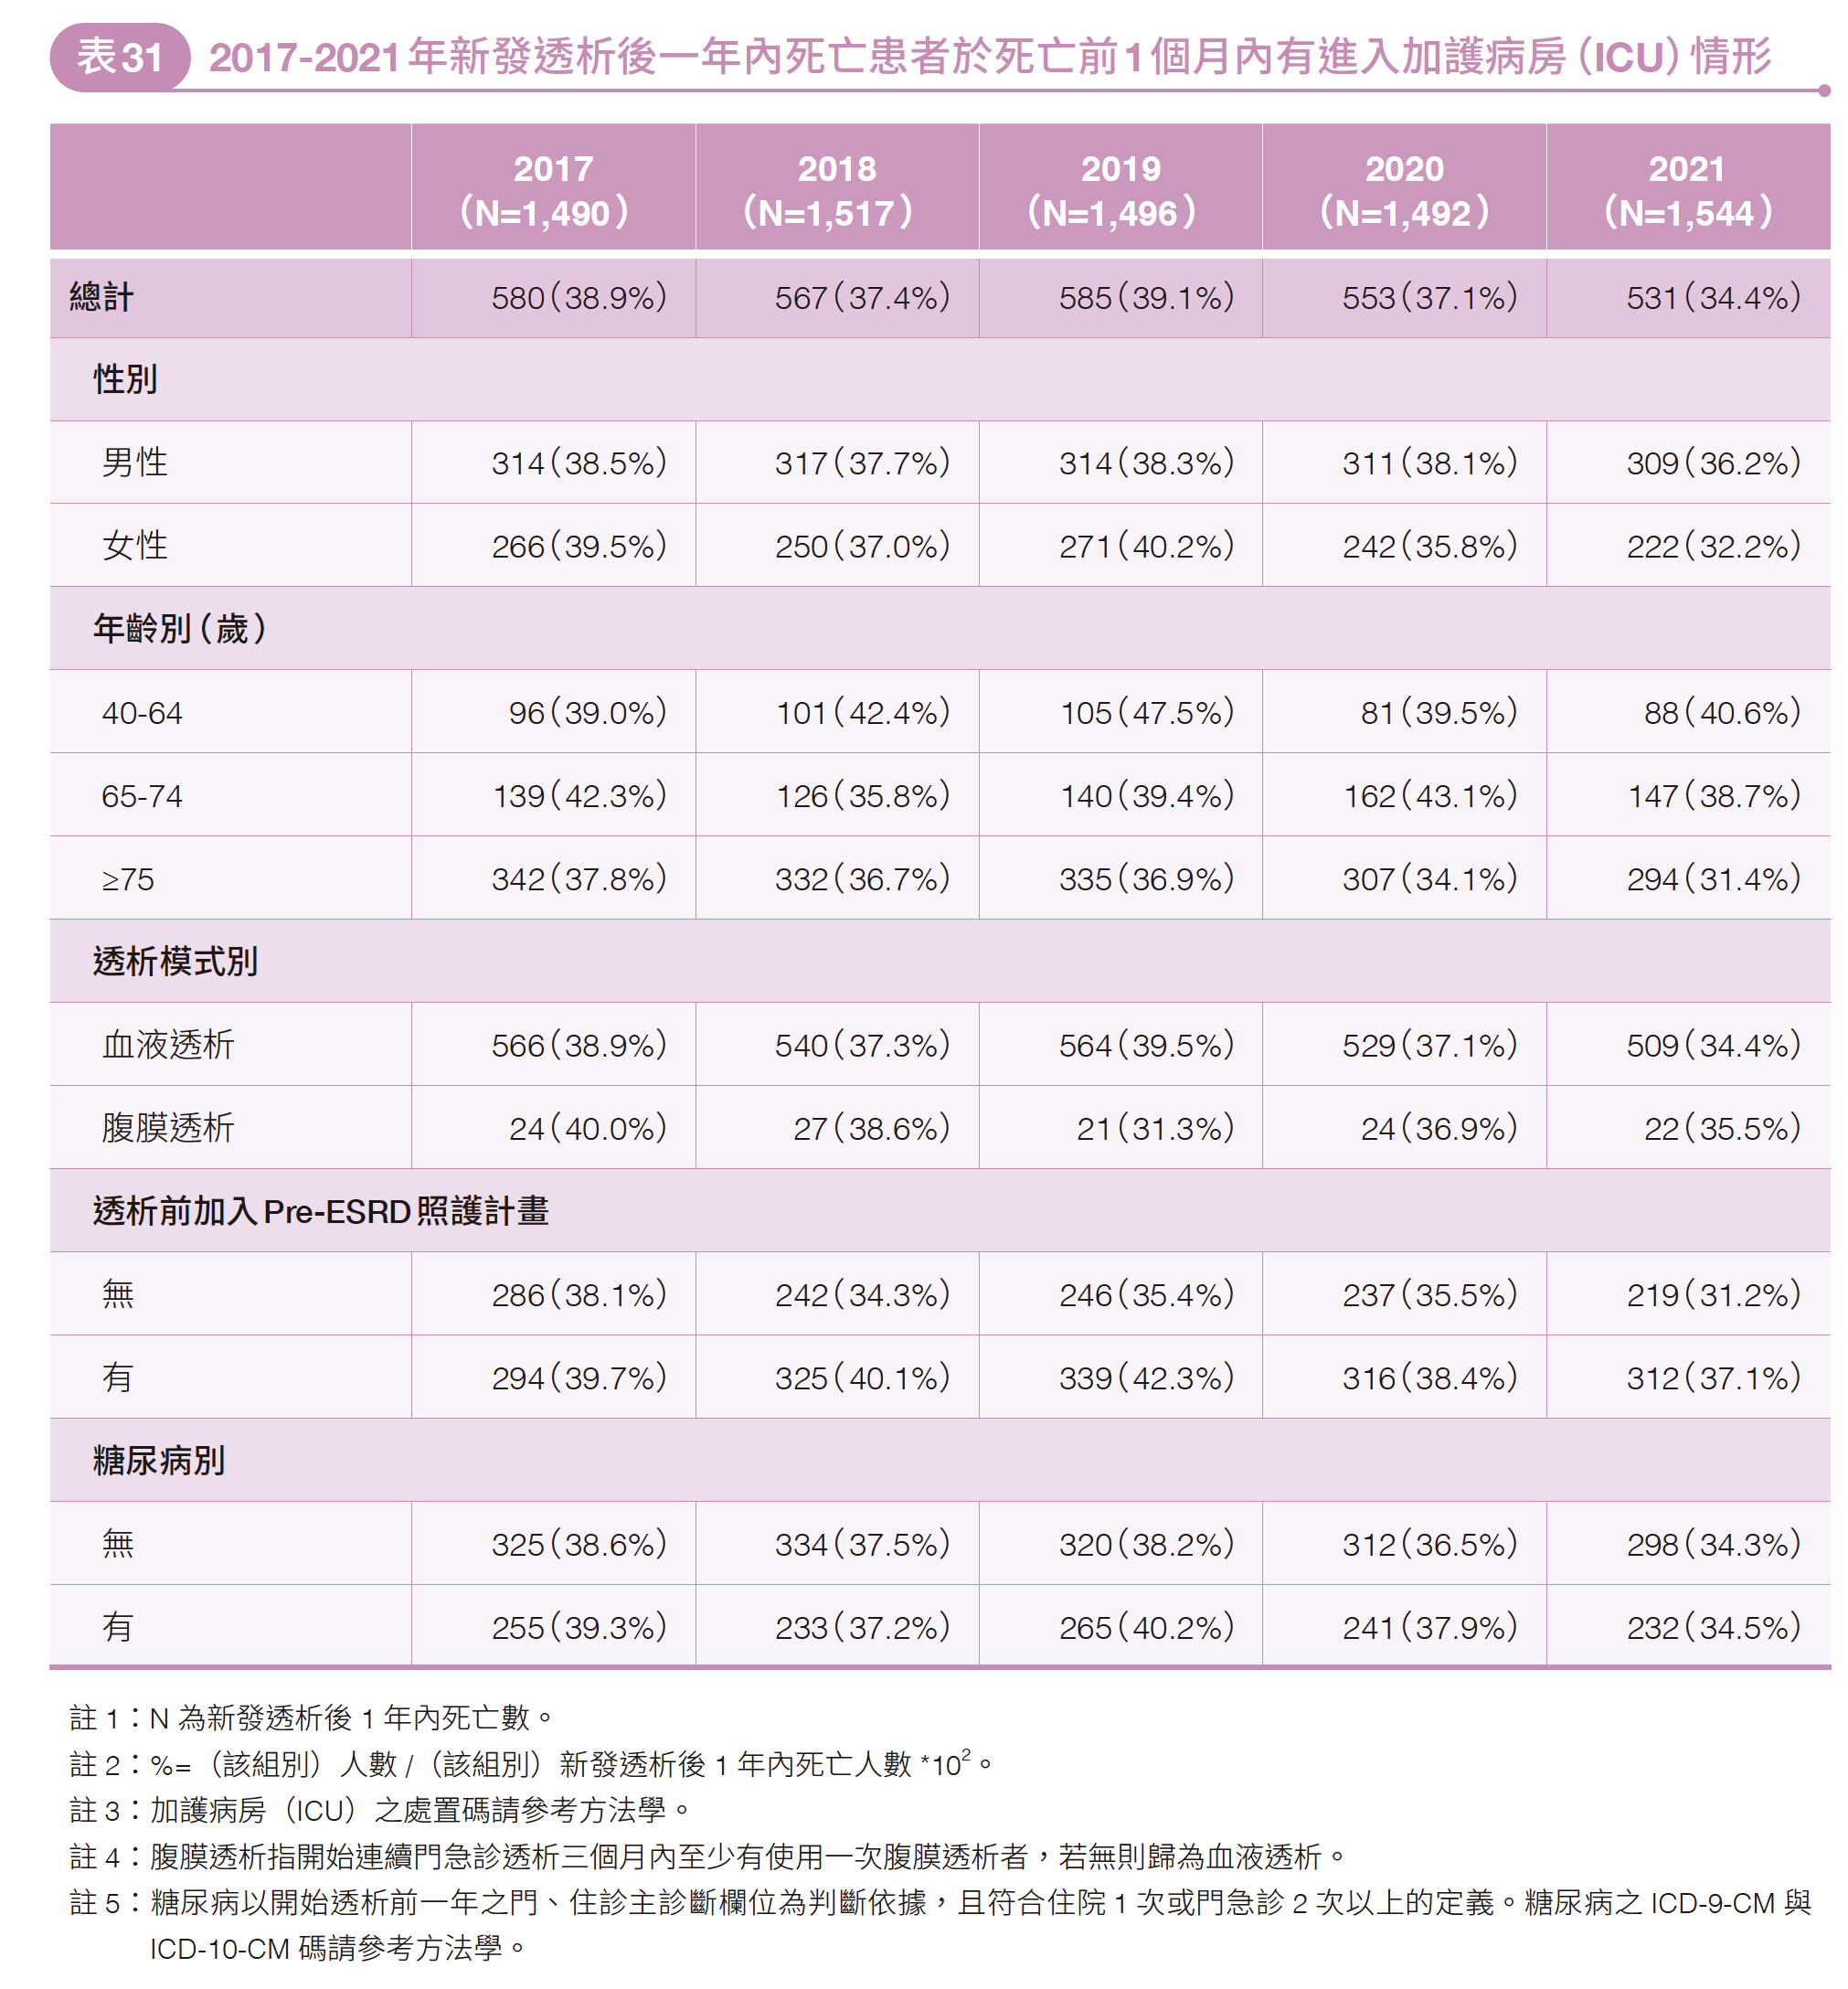 表31 2017-2021年新發透析後一年內死亡患者於死亡前1個月內有進入加護病房（ICU）情形
2017 2018 2019 2020 2021
（N=1,490） （N=1,517） （N=1,496） （N=1,492） （N=1,544）
總計 580（38.9%） 567（37.4%） 585（39.1%） 553（37.1%） 531（34.4%）
性別
男性 314（38.5%） 317（37.7%） 314（38.3%） 311（38.1%） 309（36.2%）
女性 266（39.5%） 250（37.0%） 271（40.2%） 242（35.8%） 222（32.2%）
年齡別（歲）
40-64 96（39.0%） 101（42.4%） 105（47.5%） 81（39.5%） 88（40.6%）
65-74 139（42.3%） 126（35.8%） 140（39.4%） 162（43.1%） 147（38.7%）
≥75 342（37.8%） 332（36.7%） 335（36.9%） 307（34.1%） 294（31.4%）
透析模式別
血液透析 566（38.9%） 540（37.3%） 564（39.5%） 529（37.1%） 509（34.4%）
腹膜透析 24（40.0%） 27（38.6%） 21（31.3%） 24（36.9%） 22（35.5%）
透析前加入Pre-ESRD照護計畫
無 286（38.1%） 242（34.3%） 246（35.4%） 237（35.5%） 219（31.2%）
有 294（39.7%） 325（40.1%） 339（42.3%） 316（38.4%） 312（37.1%）
糖尿病別
無 325（38.6%） 334（37.5%） 320（38.2%） 312（36.5%） 298（34.3%）
有 255（39.3%） 233（37.2%） 265（40.2%） 241（37.9%） 232（34.5%）
註 1：N 為新發透析後 1 年內死亡數。
註 2：%=（該組別）人數 /（該組別）新發透析後 1 年內死亡人數 *10²。
註 3：加護病房（ICU）之處置碼請參考方法學。
註 4：腹膜透析指開始連續門急診透析三個月內至少有使用一次腹膜透析者，若無則歸為血液透析。
註 5：糖尿病以開始透析前一年之門、住診主診斷欄位為判斷依據，且符合住院 1 次或門急診 2 次以上的定義。糖尿病之 ICD-9-CM 與
ICD-10-CM 碼請參考方法學。